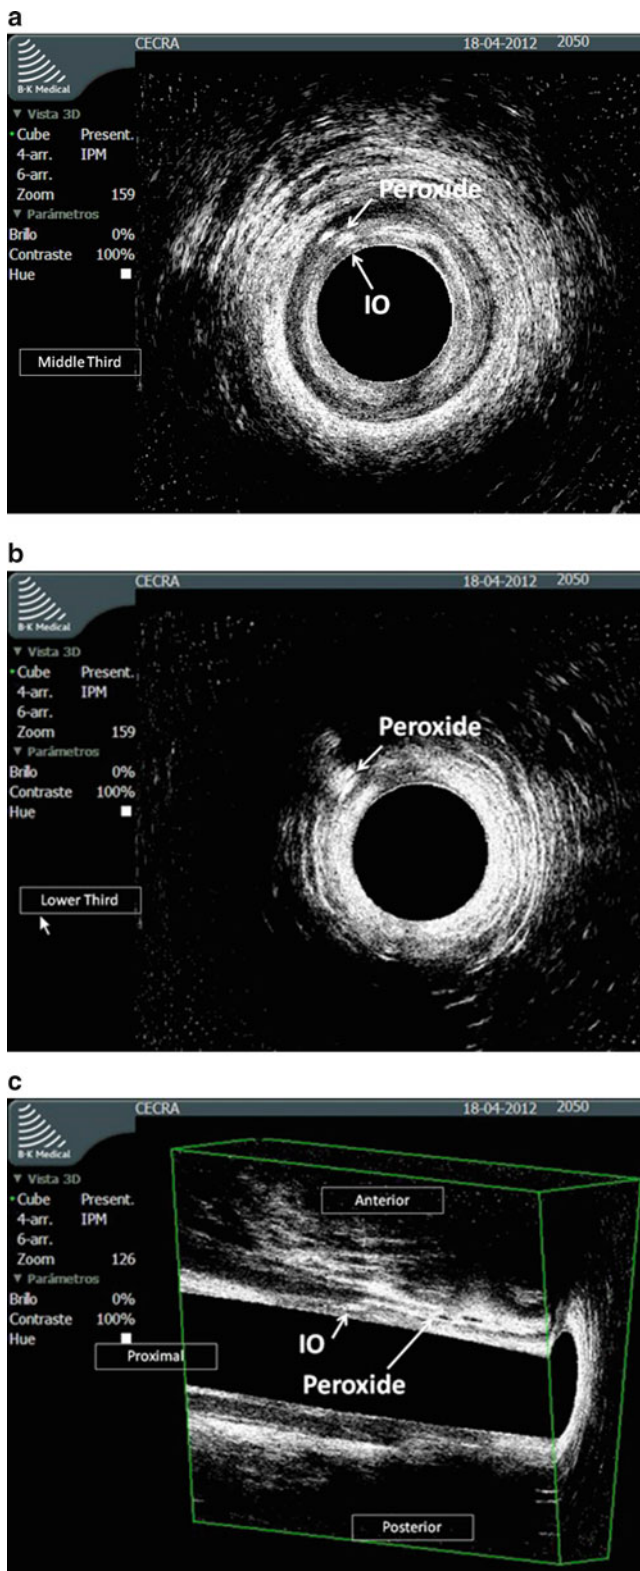 a
CECRA 18-04-2012 2050
B-K Medical
▼ Vista 3D
Cube Present.
4-arr. IPM
6-arr.
Zoom 159
▼ Parámetros
Brilo 0%
Contraste 100%
Hue
Peroxide
IO
Middle Third
b
CECRA 18-04-2012 2050
B-K Medical
▼ Vista 3D
Cube Present.
4-arr. IPM
6-arr.
Zoom 159
▼ Parámetros
Brilo 0%
Contraste 100%
Hue
Peroxide
Lower Third
c
CECRA 18-04-2012 2050
B-K Medical
▼ Vista 3D
Cube Present.
4-arr. IPM
6-arr.
Zoom 126
▼ Parámetros
Brilo 0%
Contraste 100%
Hue
Anterior
IO
Proximal
Peroxide
Posterior